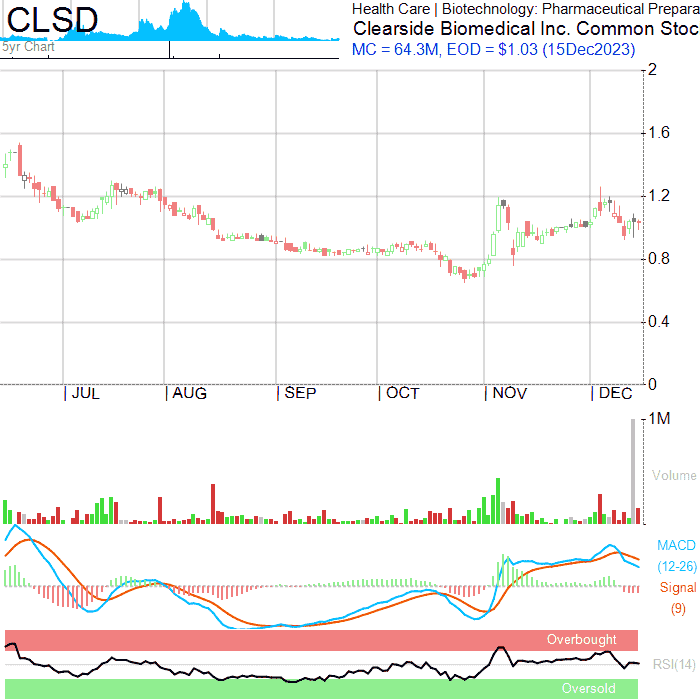 CLSD
5yr Chart
Health Care | Biotechnology: Pharmaceutical Prepara
Clearside Biomedical Inc. Common Stoc
MC = 64.3M, EOD = $1.03 (15Dec2023)
2
1.6
1.2
0.8
0.4
0
JUL AUG SEP OCT NOV DEC
1M
Volume
MACD
(12-26)
Signal
(9)
Overbought
RSI(14)
Oversold